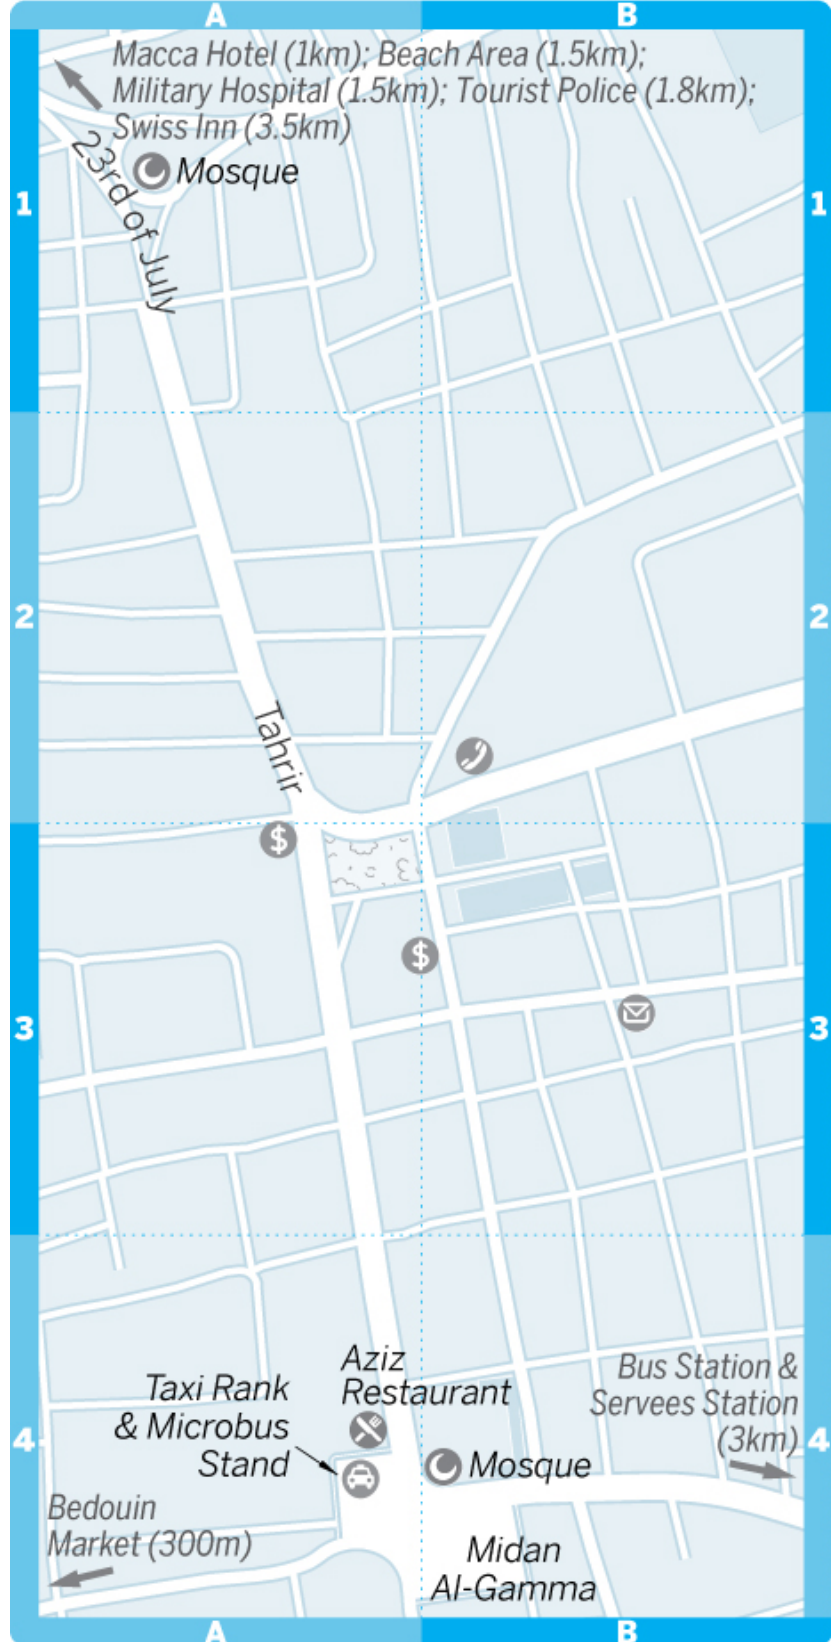 A
B
Macca Hotel (1km); Beach Area (1.5km);
Military Hospital (1.5km); Tourist Police (1.8km);
Swiss Inn (3.5km)
Mosque
23rd of July
1
1
2
2
Tahrir
$
$
3
3
Aziz
Restaurant
Taxi Rank
& Microbus
Stand
Bus Station &
Servees Station
(3km)
4
4
Mosque
Bedouin
Market (300m)
Midan
Al-Gamma
A
B